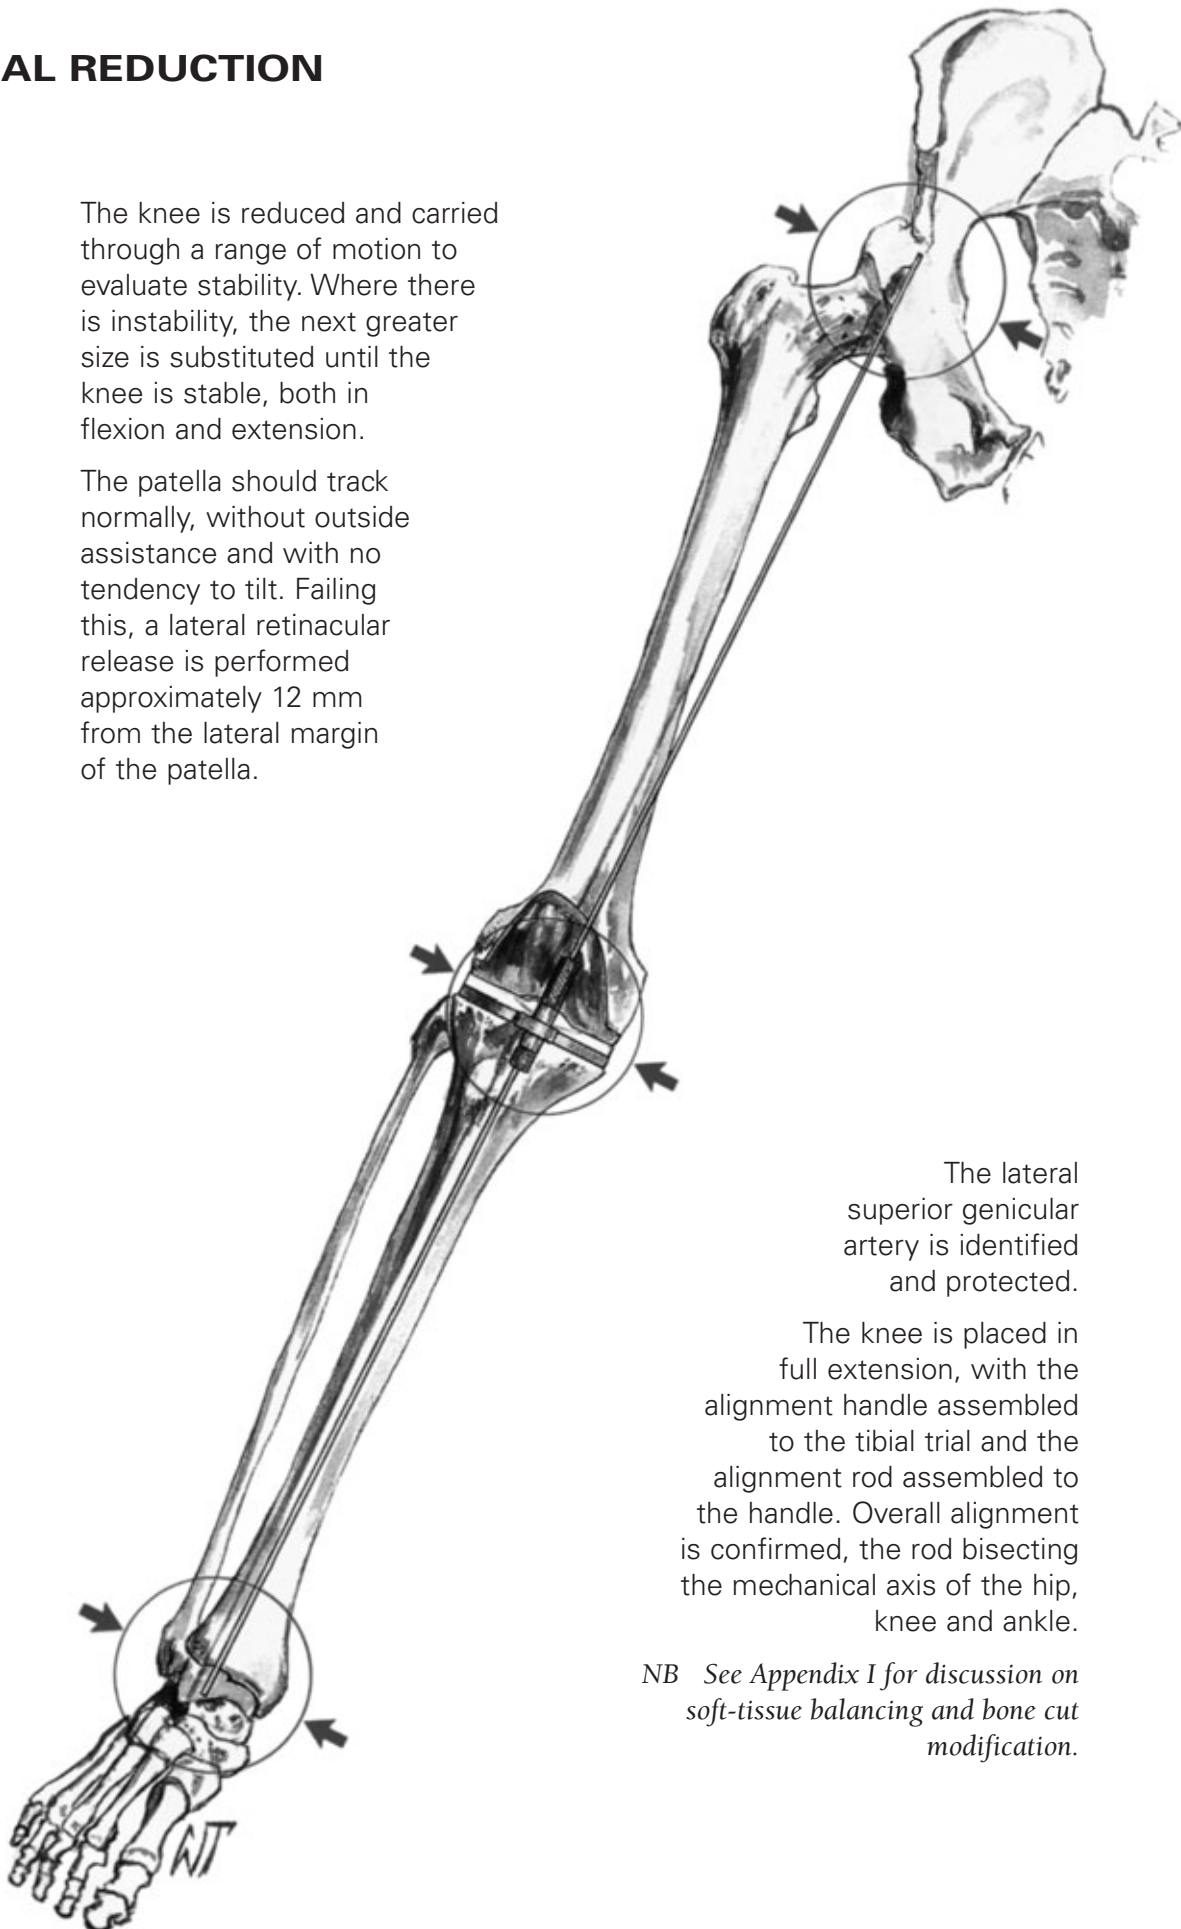 AL REDUCTION
The knee is reduced and carried
through a range of motion to
evaluate stability. Where there
is instability, the next greater
size is substituted until the
knee is stable, both in
flexion and extension.
The patella should track
normally, without outside
assistance and with no
tendency to tilt. Failing
this, a lateral retinacular
release is performed
approximately 12 mm
from the lateral margin
of the patella.
The lateral
superior genicular
artery is identified
and protected.
The knee is placed in
full extension, with the
alignment handle assembled
to the tibial trial and the
alignment rod assembled to
the handle. Overall alignment
is confirmed, the rod bisecting
the mechanical axis of the hip,
knee and ankle.
NB See Appendix I for discussion on
soft-tissue balancing and bone cut
modification.